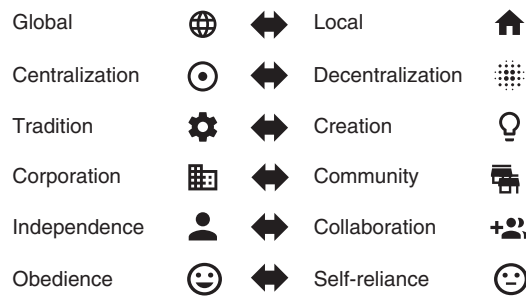 Global Local
Centralization Decentralization
Tradition Creation
Corporation Community
Independence Collaboration
Obedience Self-reliance